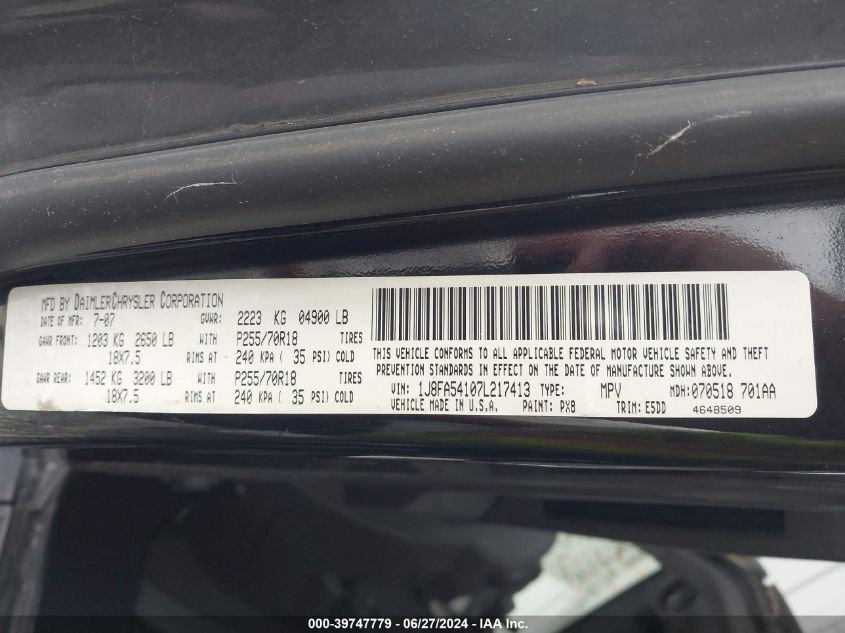 MFD BY DAIMLERCHRYSLER CORPORATION
DATE OF MFR: 7-07 GVWR: 2223 KG 04900 LB
GAWR FRONT: 1203 KG 2650 LB WITH P255/70R18 TIRES
18X7.5 RIMS AT 240 KPA ( 35 PSI) COLD
GAWR REAR: 1452 KG 3200 LB WITH P255/70R18 TIRES
18X7.5 RIMS AT 240 KPA ( 35 PSI) COLD
THIS VEHICLE CONFORMS TO ALL APPLICABLE FEDERAL MOTOR VEHICLE SAFETY AND THEFT
PREVENTION STANDARDS IN EFFECT ON THE DATE OF MANUFACTURE SHOWN ABOVE.
VIN: 1J8FA54107L217413 TYPE: MPV MDH:070518 701AA
VEHICLE MADE IN U.S.A. PAINT: PX8 TRIM: E5DD 4648509
000-39747779 - 06/27/2024 - IAA Inc.